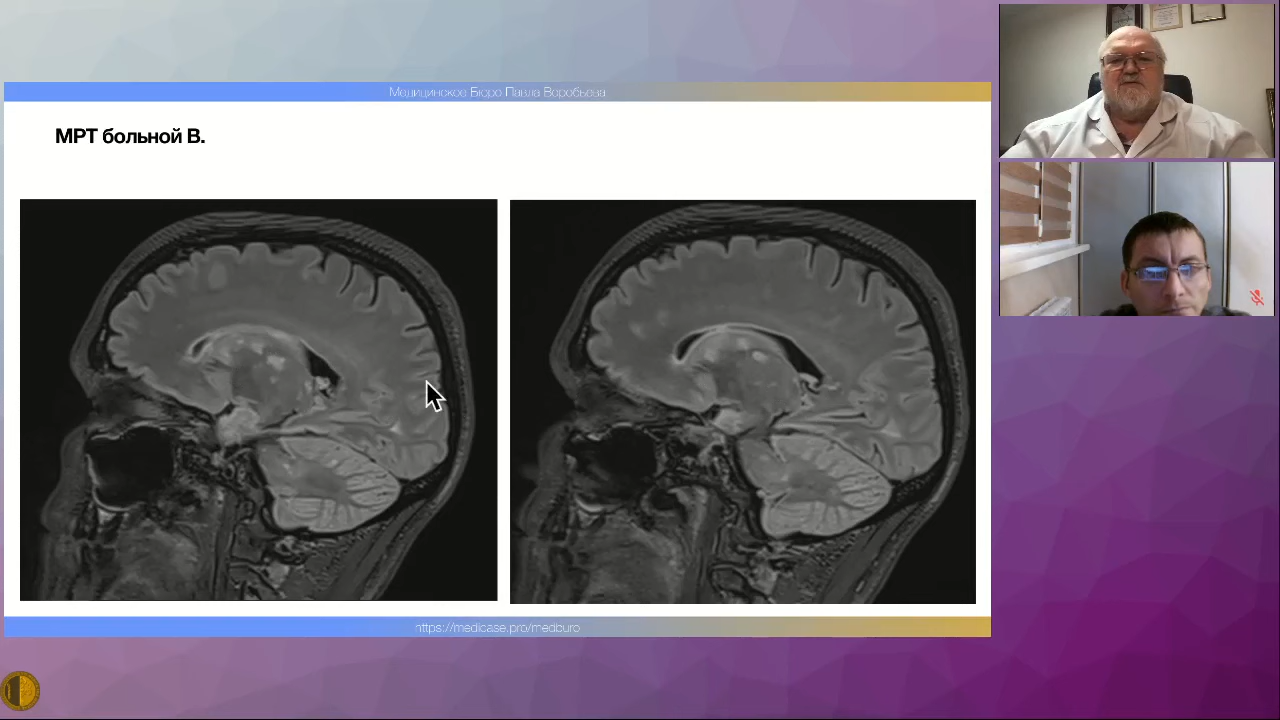 Медицинское Бюро Павла Воробьева
МРТ больной В.
https://medicase.pro/medburo